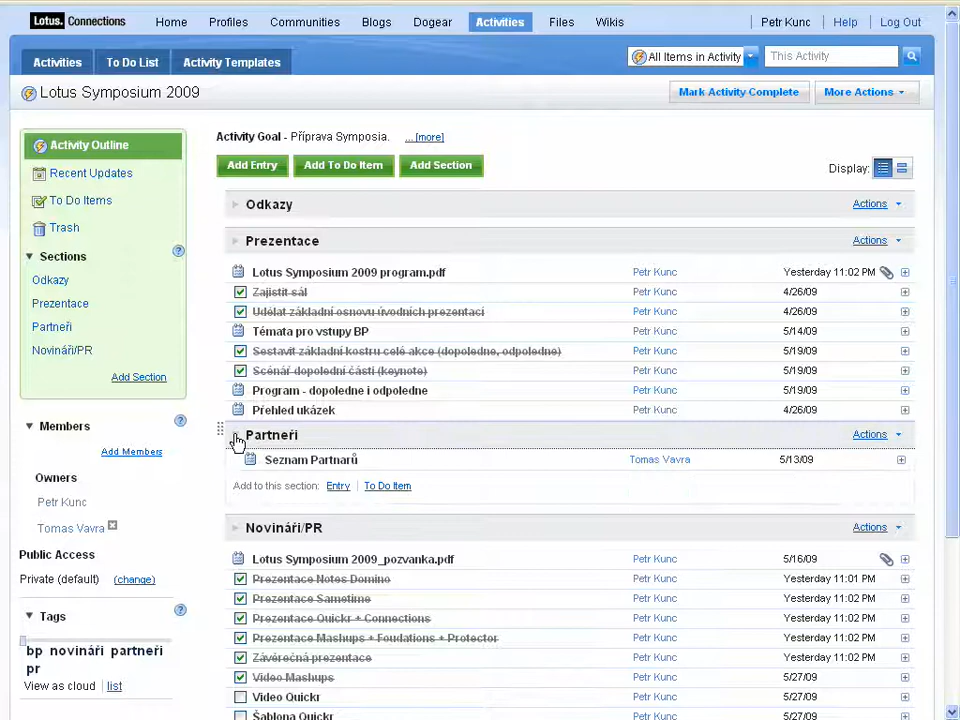 Lotus. Connections Home Profiles Communities Blogs Dogear Activities Files Wikis Petr Kunc Help Log Out
Activities To Do List Activity Templates All Items in Activity This Activity
Lotus Symposium 2009 Mark Activity Complete More Actions
Activity Goal - Příprava Symposia. ...[more]
Activity Outline
Add Entry Add To Do Item Add Section Display:
Recent Updates
To Do Items
Trash
Sections
Odkazy
Prezentace
Partneři
Novináři/PR
Add Section
Members
Add Members
Owners
Petr Kunc
Tomas Vavra
Public Access
Private (default) (change)
Tags
bp novináři partneři
pr
View as cloud list
Odkazy Actions
Prezentace Actions
Lotus Symposium 2009 program.pdf Petr Kunc Yesterday 11:02 PM
Zajistit sál Petr Kunc 4/26/09
Udělat základní osnovu úvodních prezentací Petr Kunc 4/26/09
Témata pro vstupy BP Petr Kunc 5/14/09
Sestavit základní kostru celé akce (dopoledne, odpoledne) Petr Kunc 5/19/09
Scénář dopolední části (keynote) Petr Kunc 5/19/09
Program - dopoledne i odpoledne Petr Kunc 5/19/09
Přehled ukázek Petr Kunc 4/26/09
Partneři Actions
Seznam Partnarů Tomas Vavra 5/13/09
Add to this section: Entry To Do Item
Novináři/PR Actions
Lotus Symposium 2009_pozvanka.pdf Petr Kunc 5/16/09
Prezentace Notes Domino Petr Kunc Yesterday 11:01 PM
Prezentace Sametime Petr Kunc Yesterday 11:02 PM
Prezentace Quickr + Connections Petr Kunc Yesterday 11:02 PM
Prezentace Mashups + Foudations + Protector Petr Kunc Yesterday 11:02 PM
Závěrečná prezentace Petr Kunc Yesterday 11:02 PM
Video Mashups Petr Kunc 5/27/09
Video Quickr Petr Kunc 5/27/09
Šablona Quickr Petr Kunc 5/27/09